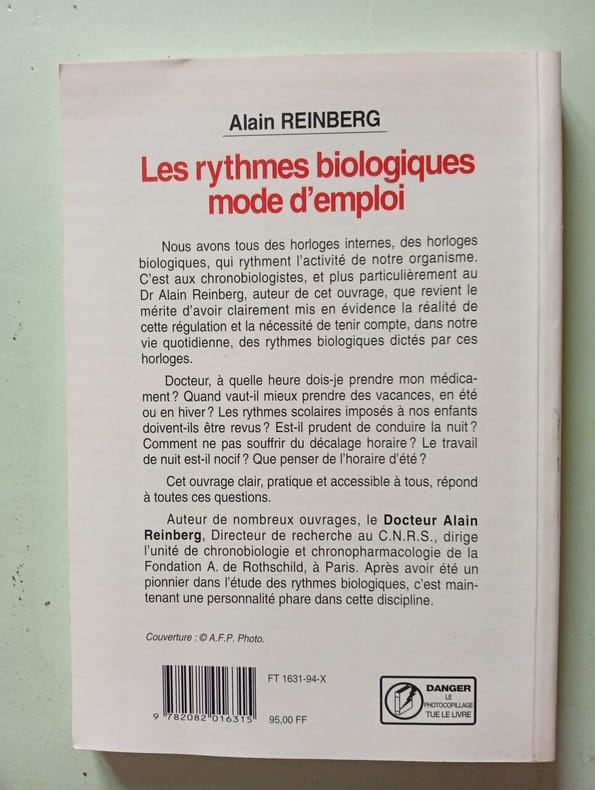 Alain REINBERG
Les rythmes biologiques
mode d'emploi
Nous avons tous des horloges internes, des horloges
biologiques, qui rythment l'activité de notre organisme.
C'est aux chronobiologistes, et plus particulièrement au
Dr Alain Reinberg, auteur de cet ouvrage, que revient le
mérite d'avoir clairement mis en évidence la réalité de
cette régulation et la nécessité de tenir compte, dans notre
vie quotidienne, des rythmes biologiques dictés par ces
horloges.
Docteur, à quelle heure dois-je prendre mon médica-
ment ? Quand vaut-il mieux prendre des vacances, en été
ou en hiver ? Les rythmes scolaires imposés à nos enfants
doivent-ils être revus ? Est-il prudent de conduire la nuit ?
Comment ne pas souffrir du décalage horaire ? Le travail
de nuit est-il nocif ? Que penser de l'horaire d'été ?
Cet ouvrage clair, pratique et accessible à tous, répond
à toutes ces questions.
Auteur de nombreux ouvrages, le Docteur Alain
Reinberg, Directeur de recherche au C.N.R.S., dirige
l'unité de chronobiologie et chronopharmacologie de la
Fondation A. de Rothschild, à Paris. Après avoir été un
pionnier dans l'étude des rythmes biologiques, c'est main-
tenant une personnalité phare dans cette discipline.
Couverture : © A.F.P. Photo.
FT 1631-94-X
9 782082 016315
95,00 FF
DANGER
LE
PHOTOCOPILLAGE
TUE LE LIVRE